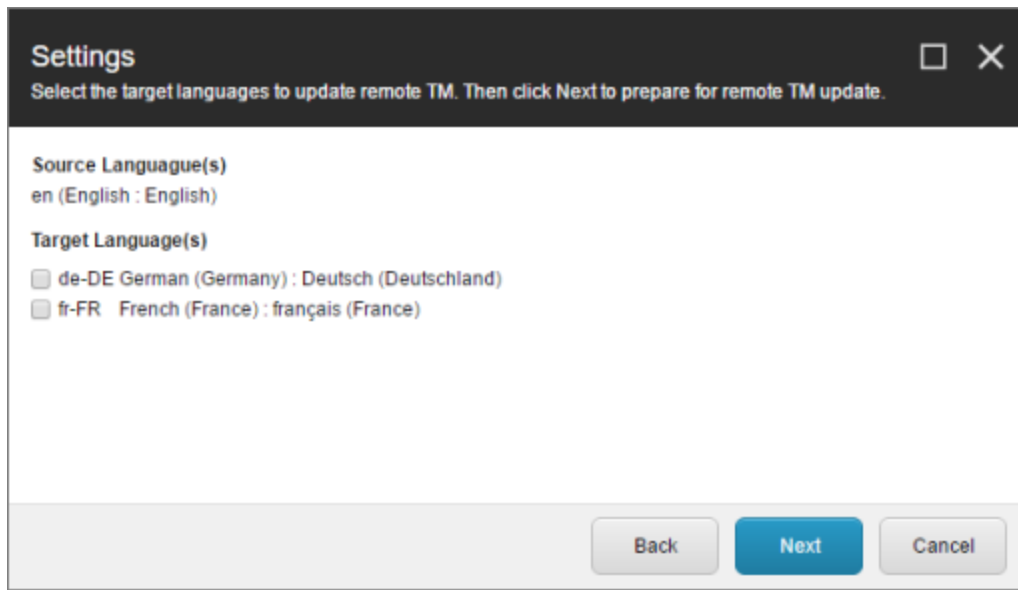 Settings
Select the target languages to update remote TM. Then click Next to prepare for remote TM update.
Source Languague(s)
en (English : English)
Target Language(s)
de-DE German (Germany) : Deutsch (Deutschland)
fr-FR French (France) : français (France)
Back Next Cancel